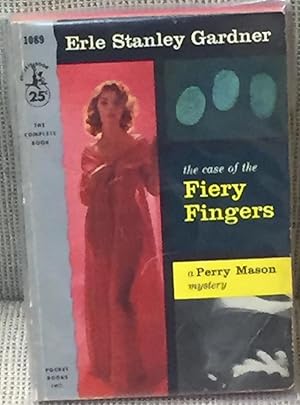 1069
Erle Stanley Gardner
25¢
THE
COMPLETE
BOOK
the case of the
Fiery
Fingers
a Perry Mason
mystery
POCKET
BOOKS
INC.